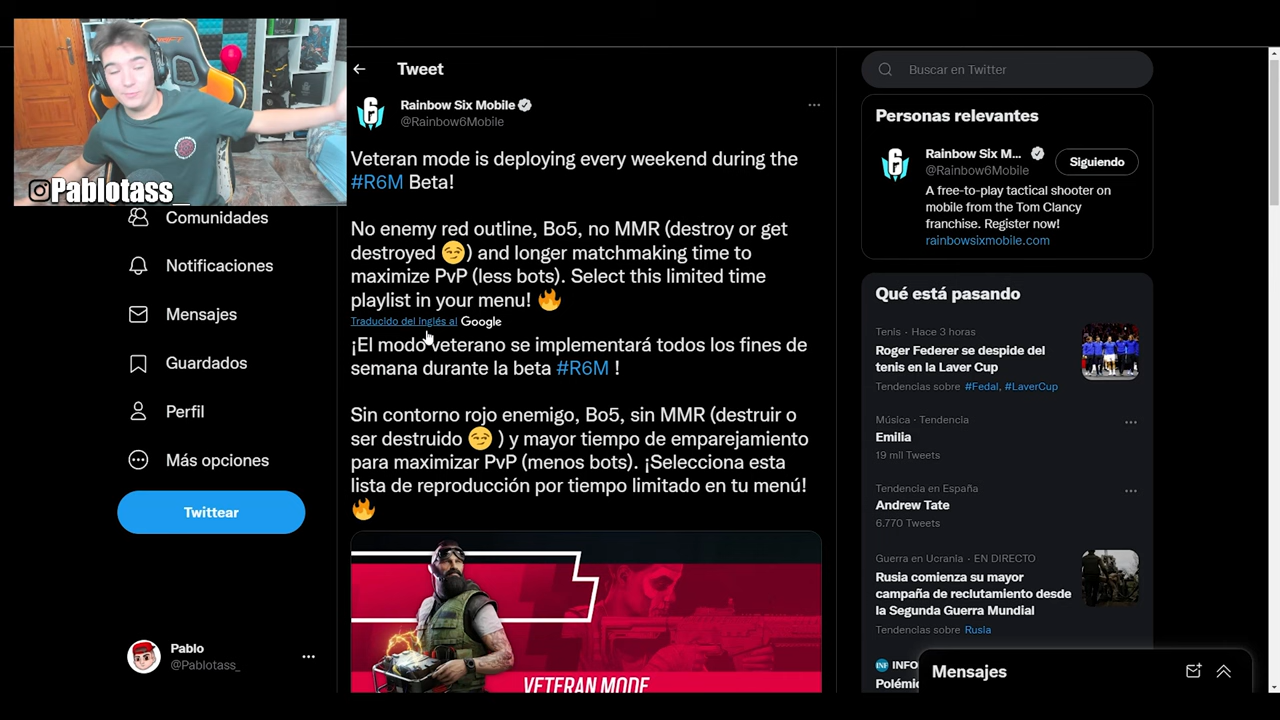 Pablotass_
Comunidades
Notificaciones
Mensajes
Guardados
Perfil
Más opciones
Twittear
Pablo
@Pablotass_
Tweet
Rainbow Six Mobile
@Rainbow6Mobile
Veteran mode is deploying every weekend during the
#R6M Beta!
No enemy red outline, Bo5, no MMR (destroy or get
destroyed 😏) and longer matchmaking time to
maximize PvP (less bots). Select this limited time
playlist in your menu! 🔥
Traducido del inglés al Google
¡El modo veterano se implementará todos los fines de
semana durante la beta #R6M !
Sin contorno rojo enemigo, Bo5, sin MMR (destruir o
ser destruido 😏 ) y mayor tiempo de emparejamiento
para maximizar PvP (menos bots). ¡Selecciona esta
lista de reproducción por tiempo limitado en tu menú!
🔥
VETERAN MODE
Buscar en Twitter
Personas relevantes
Rainbow Six M...
@Rainbow6Mobile
Siguiendo
A free-to-play tactical shooter on
mobile from the Tom Clancy
franchise. Register now!
rainbowsixmobile.com
Qué está pasando
Tenis · Hace 3 horas
Roger Federer se despide del
tenis en la Laver Cup
Tendencias sobre #Fedal, #LaverCup
Música · Tendencia
Emilia
19 mil Tweets
Tendencia en España
Andrew Tate
6.770 Tweets
Guerra en Ucrania · EN DIRECTO
Rusia comienza su mayor
campaña de reclutamiento desde
la Segunda Guerra Mundial
Tendencias sobre Rusia
INFO
Polémic
Mensajes